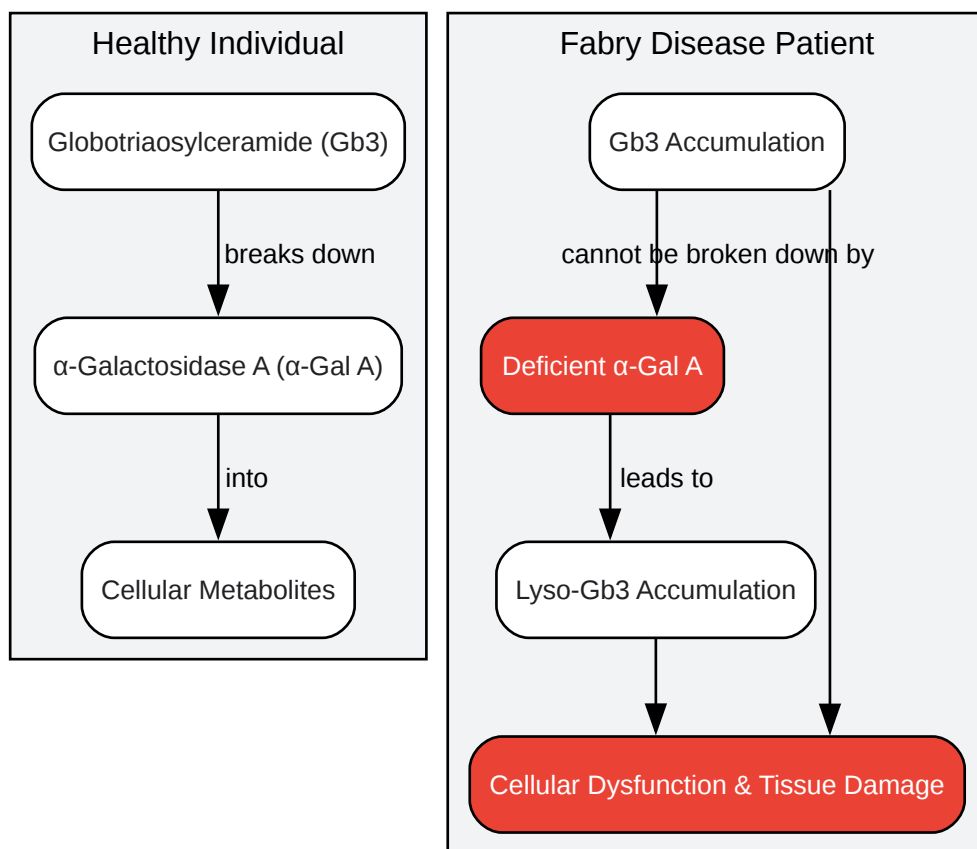 Healthy Individual
Globotriaosylceramide (Gb3)
breaks down
α-Galactosidase A (α-Gal A)
into
Cellular Metabolites
Fabry Disease Patient
Gb3 Accumulation
cannot be broken down by
Deficient α-Gal A
leads to
Lyso-Gb3 Accumulation
Cellular Dysfunction & Tissue Damage